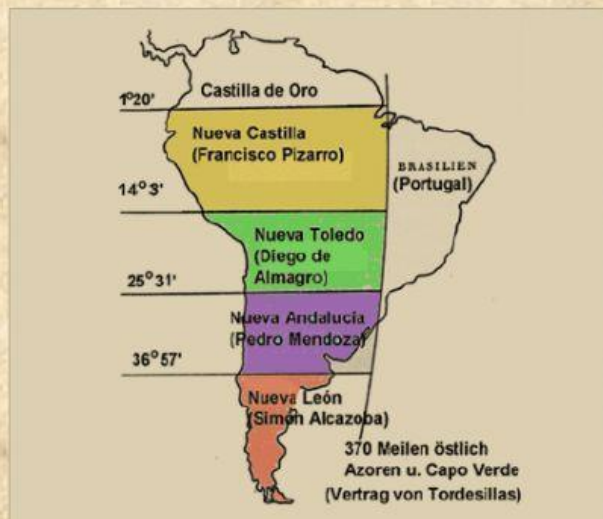 Castilla de Oro
1°20'
Nueva Castilla
(Francisco Pizarro)
BRASILIEN
(Portugal)
14°3'
Nueva Toledo
(Diego de
Almagro)
25°31'
Nueva Andalucía
(Pedro Mendoza)
36°57'
Nueva León
(Simón Alcazoba)
370 Meilen östlich
Azoren u. Capo Verde
(Vertrag von Tordesillas)